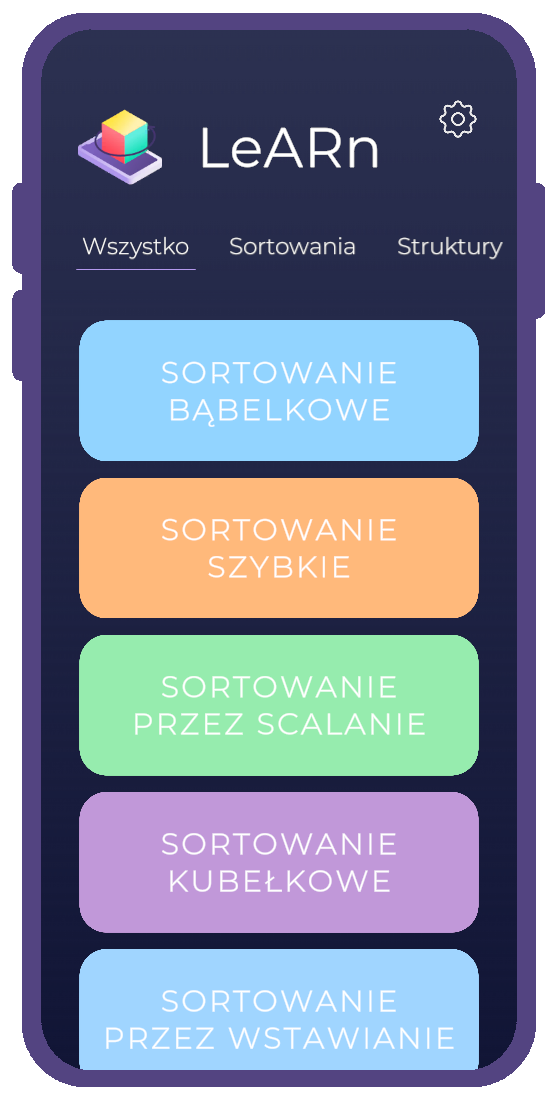 LeARn
Wszystko Sortowania Struktury
SORTOWANIE
BĄBELKOWE
SORTOWANIE
SZYBKIE
SORTOWANIE
PRZEZ SCALANIE
SORTOWANIE
KUBEŁKOWE
SORTOWANIE
PRZEZ WSTAWIANIE